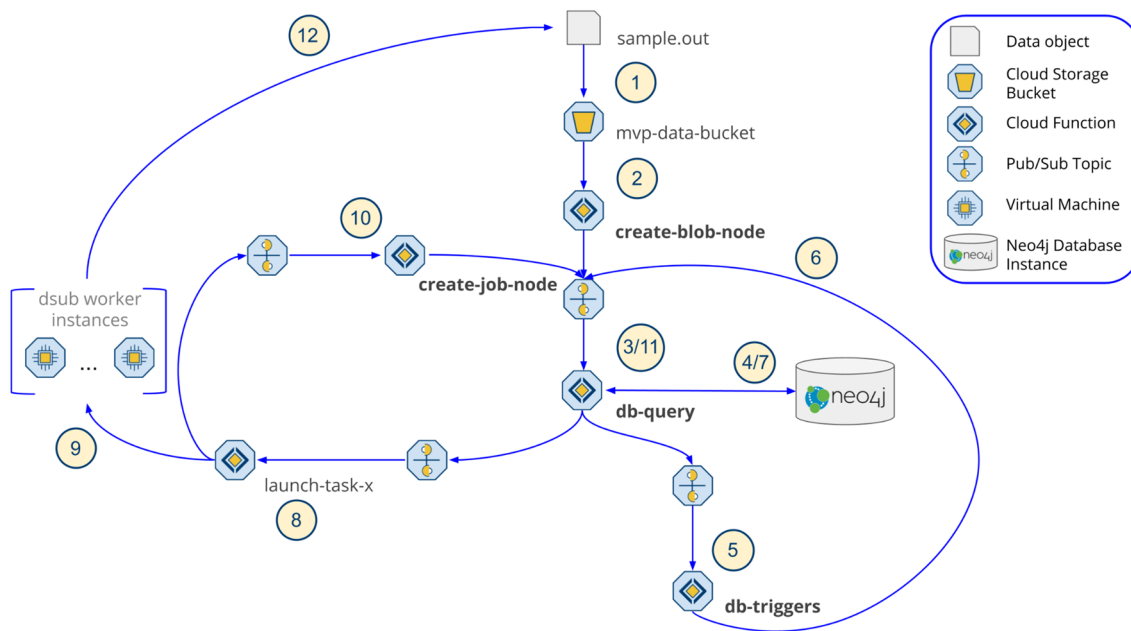 12
sample.out
1
mvp-data-bucket
2
create-blob-node
10
create-job-node
6
dsub worker
instances
...
3/11
4/7
neo4j
db-query
9
launch-task-x
8
5
db-triggers
Data object
Cloud Storage
Bucket
Cloud Function
Pub/Sub Topic
Virtual Machine
neo4j
Neo4j Database
Instance